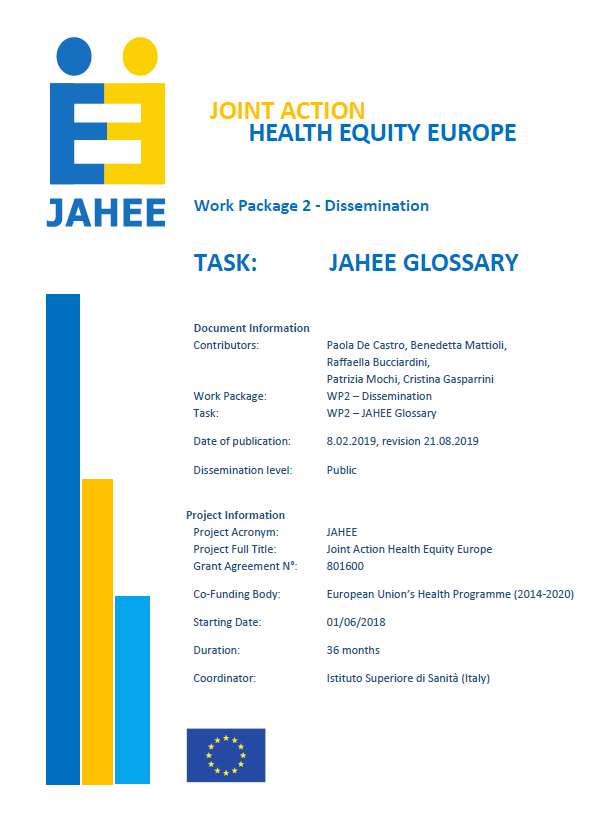 JOINT ACTION
HEALTH EQUITY EUROPE
JAHEE
Work Package 2 - Dissemination
TASK: JAHEE GLOSSARY
Document Information
Contributors: Paola De Castro, Benedetta Mattioli,
Raffaella Bucciardini,
Patrizia Mochi, Cristina Gasparrini
Work Package: WP2 – Dissemination
Task: WP2 – JAHEE Glossary
Date of publication: 8.02.2019, revision 21.08.2019
Dissemination level: Public
Project Information
Project Acronym: JAHEE
Project Full Title: Joint Action Health Equity Europe
Grant Agreement N°: 801600
Co-Funding Body: European Union’s Health Programme (2014-2020)
Starting Date: 01/06/2018
Duration: 36 months
Coordinator: Istituto Superiore di Sanità (Italy)